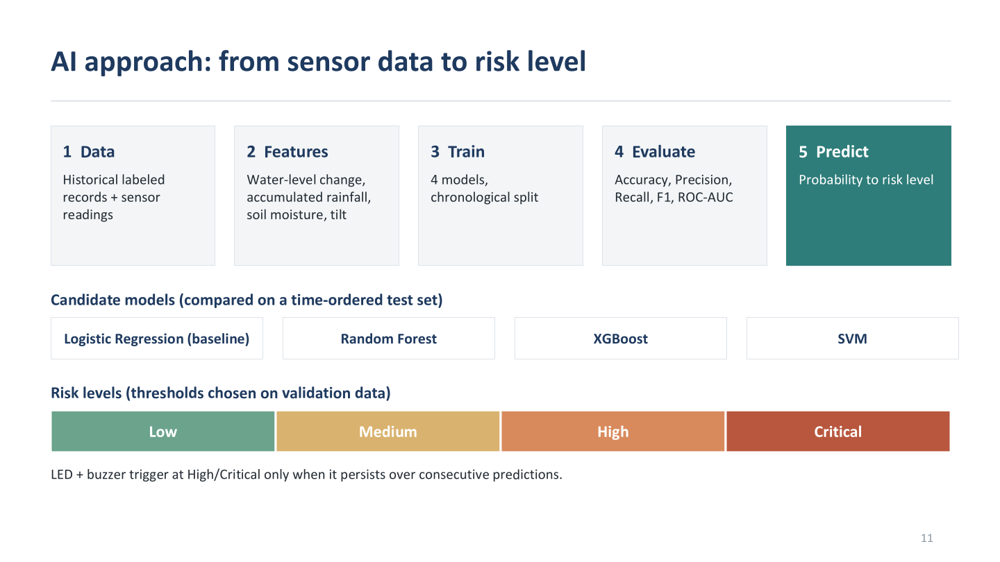 AI approach: from sensor data to risk level
1 Data
Historical labeled
records + sensor
readings
2 Features
Water-level change,
accumulated rainfall,
soil moisture, tilt
3 Train
4 models,
chronological split
4 Evaluate
Accuracy, Precision,
Recall, F1, ROC-AUC
5 Predict
Probability to risk level
Candidate models (compared on a time-ordered test set)
Logistic Regression (baseline)
Random Forest
XGBoost
SVM
Risk levels (thresholds chosen on validation data)
Low
Medium
High
Critical
LED + buzzer trigger at High/Critical only when it persists over consecutive predictions.
11